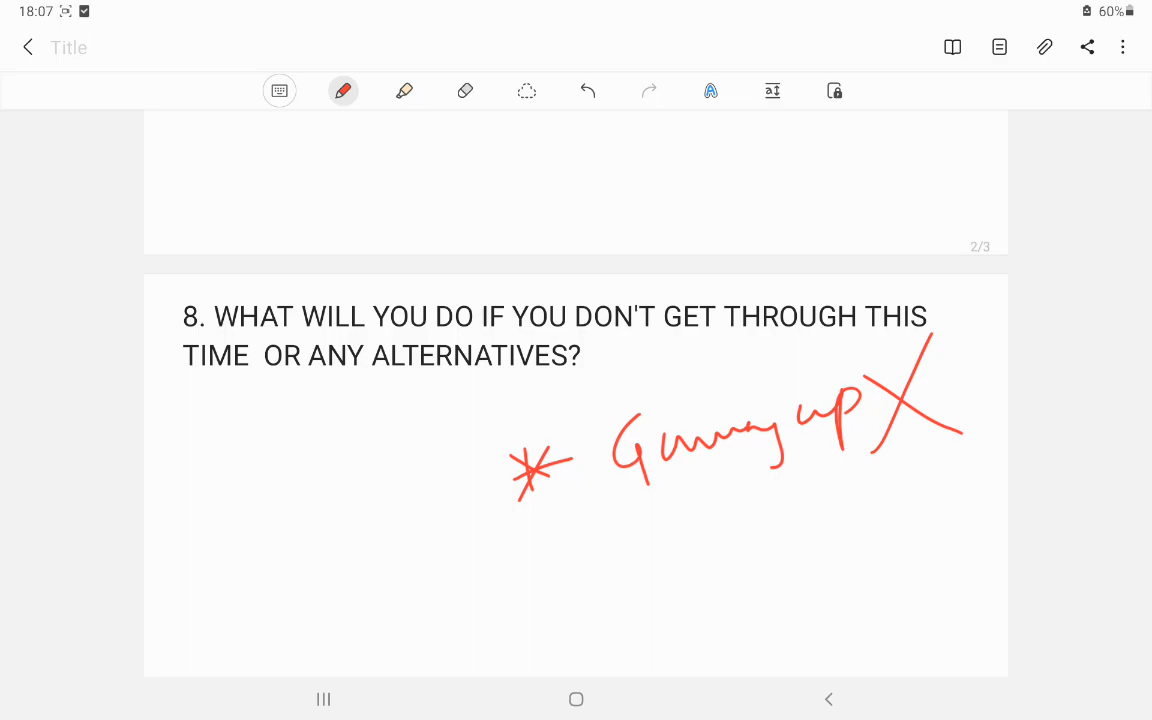 18:07 60%
Title
2/3
8. WHAT WILL YOU DO IF YOU DON'T GET THROUGH THIS
TIME OR ANY ALTERNATIVES?
* Giving up X